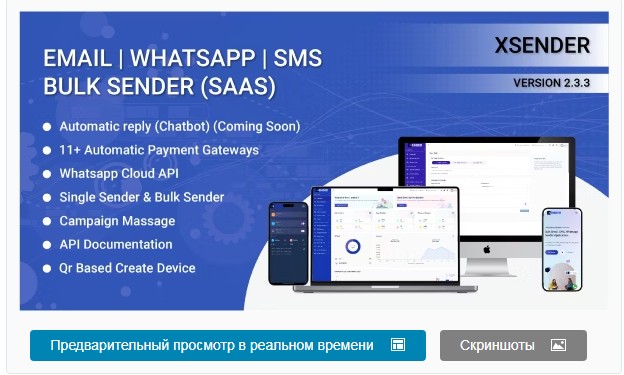 EMAIL | WHATSAPP | SMS
BULK SENDER (SAAS)
XSENDER
VERSION 2.3.3
Automatic reply (Chatbot) (Coming Soon)
11+ Automatic Payment Gateways
Whatsapp Cloud API
Single Sender & Bulk Sender
Campaign Massage
API Documentation
Qr Based Create Device
Предварительный просмотр в реальном времени
Скриншоты